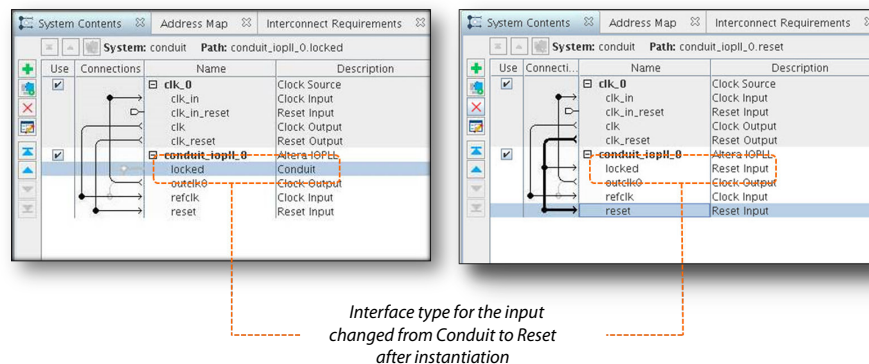 System Contents Address Map Interconnect Requirements
System: conduit Path: conduit_iopll_0.locked
Use Connections Name Description
clk_0 Clock Source
clk_in Clock Input
clk_in_reset Reset Input
clk Clock Output
clk_reset Reset Output
conduit_iopll_0 Altera IOPLL
locked Conduit
outclk0 Clock Output
refclk Clock Input
reset Reset Input
System Contents Address Map Interconnect Requirements
System: conduit Path: conduit_iopll_0.reset
Use Connecti... Name Description
clk_0 Clock Source
clk_in Clock Input
clk_in_reset Reset Input
clk Clock Output
clk_reset Reset Output
conduit_iopll_0 Altera IOPLL
locked Reset Input
outclk0 Clock Output
refclk Clock Input
reset Reset Input
Interface type for the input
changed from Conduit to Reset
after instantiation